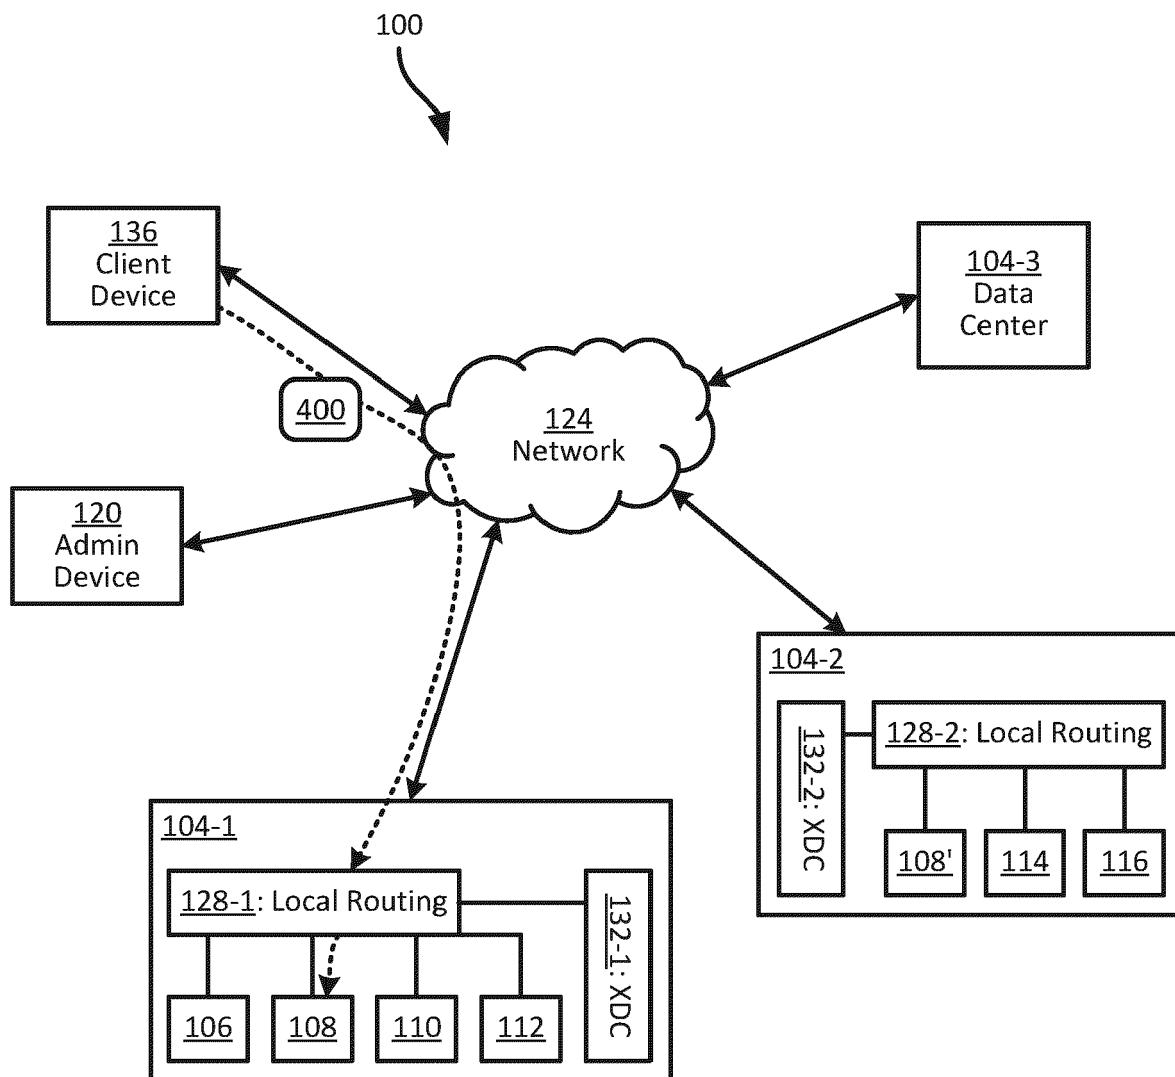 100
136
Client
Device
104-3
Data
Center
400
124
Network
120
Admin
Device
104-2
132-2: XDC
128-2: Local Routing
108'
114
116
104-1
128-1: Local Routing
132-1: XDC
106
108
110
112